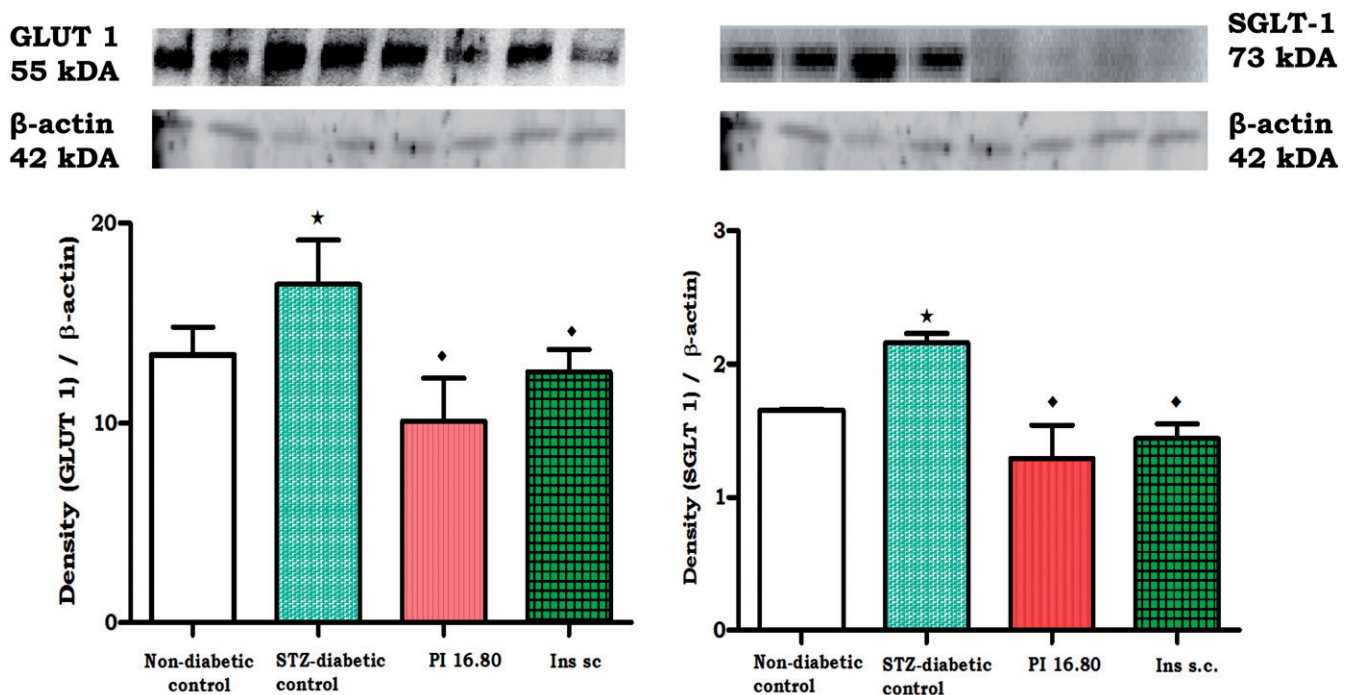 GLUT 1
55 kDA
β-actin
42 kDA
SGLT-1
73 kDA
β-actin
42 kDA
Density (GLUT 1) / β-actin)
20
10
0
★
♦
♦
Non-diabetic
control
STZ-diabetic
control
PI 16.80
Ins sc
Density (SGLT 1) / β-actin)
3
2
1
0
★
♦
♦
Non-diabetic
control
STZ-diabetic
control
PI 16.80
Ins s.c.